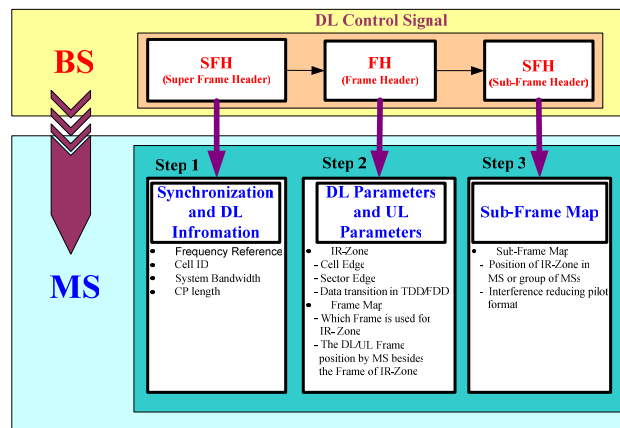 DL Control Signal
BS
SFH
(Super Frame Header)
FH
(Frame Header)
SFH
(Sub-Frame Header)
MS
Step 1
Synchronization
and DL
Infromation
• Frequency Reference
• Cell ID
• System Bandwidth
• CP length
Step 2
DL Parameters
and UL
Parameters
• IR-Zone
- Cell Edge
- Sector Edge
- Data transition in TDD/FDD
• Frame Map
- Which Frame is used for
IR-Zone
- The DL/UL Frame
position by MS besides
the Frame of IR-Zone
Step 3
Sub-Frame Map
• Sub-Frame Map
- Position of IR-Zone in
MS or group of MSs
- Interference reducing pilot
format